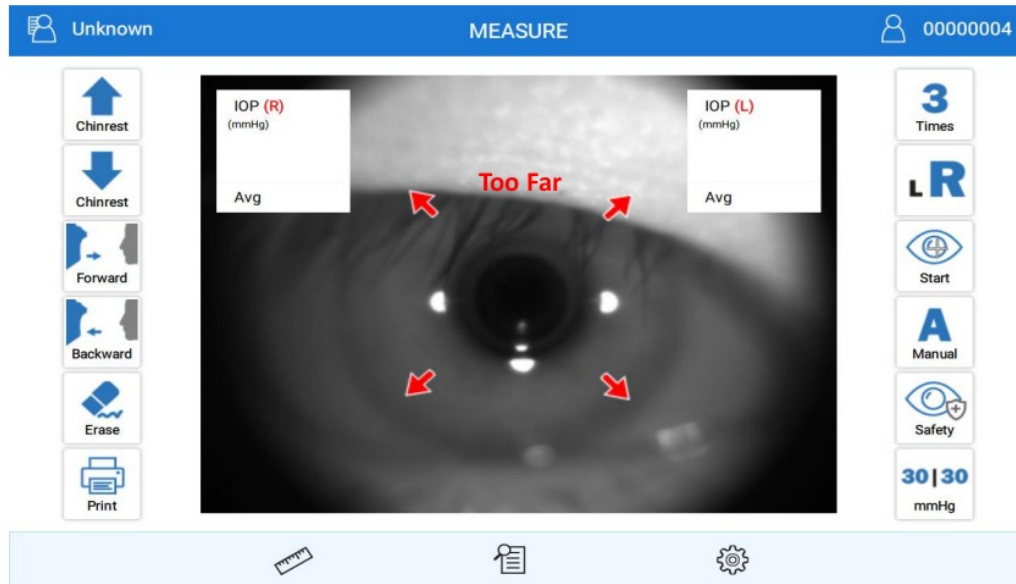 Unknown
MEASURE
00000004
Chinrest
Chinrest
Forward
Backward
Erase
Print
IOP (R)
(mmHg)
Avg
Too Far
IOP (L)
(mmHg)
Avg
3
Times
L R
Start
A
Manual
Safety
30|30
mmHg